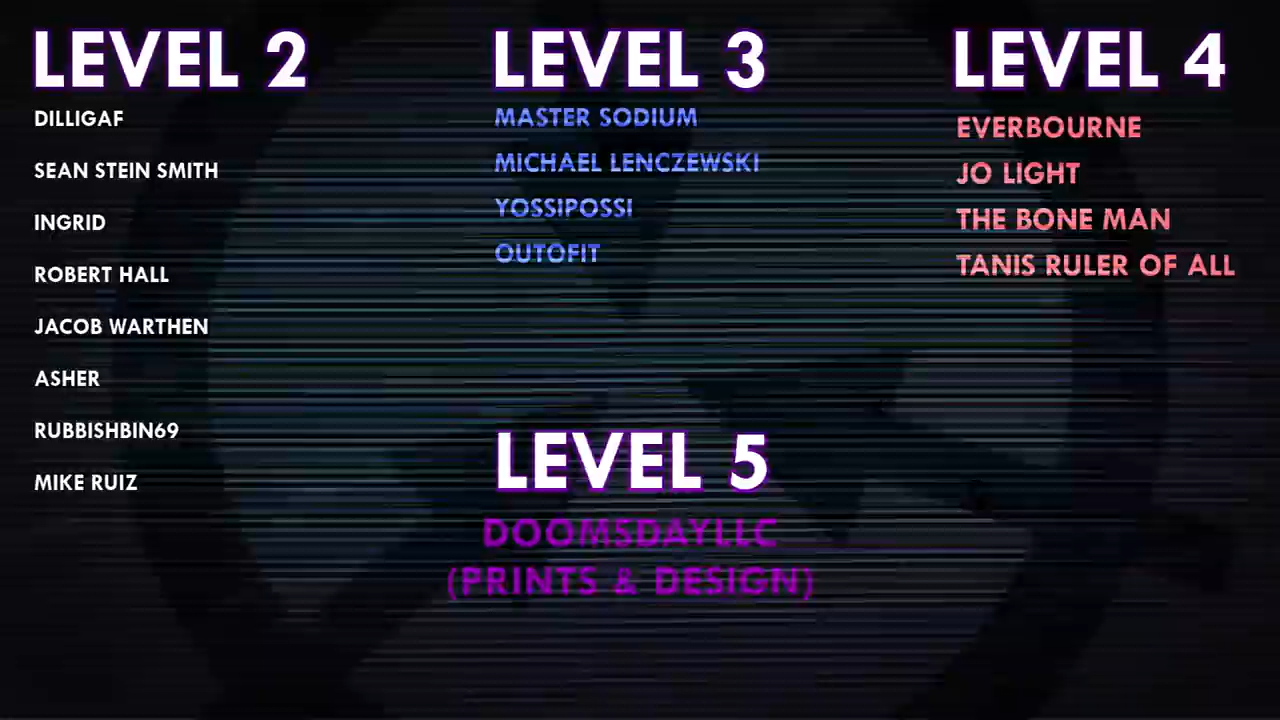 LEVEL 2
DILLIGAF
SEAN STEIN SMITH
INGRID
ROBERT HALL
JACOB WARTHEN
ASHER
RUBBISHBIN69
MIKE RUIZ
LEVEL 3
MASTER SODIUM
MICHAEL LENCZEWSKI
YOSSIPOSSI
OUTOFIT
LEVEL 4
EVERBOURNE
JO LIGHT
THE BONE MAN
TANIS RULER OF ALL
LEVEL 5
DOOMSDAYLLC
(PRINTS & DESIGN)